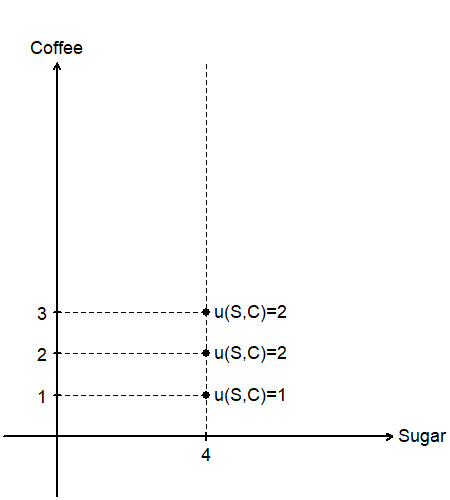 Coffee
3
u(S,C)=2
2
u(S,C)=2
1
u(S,C)=1
Sugar
4